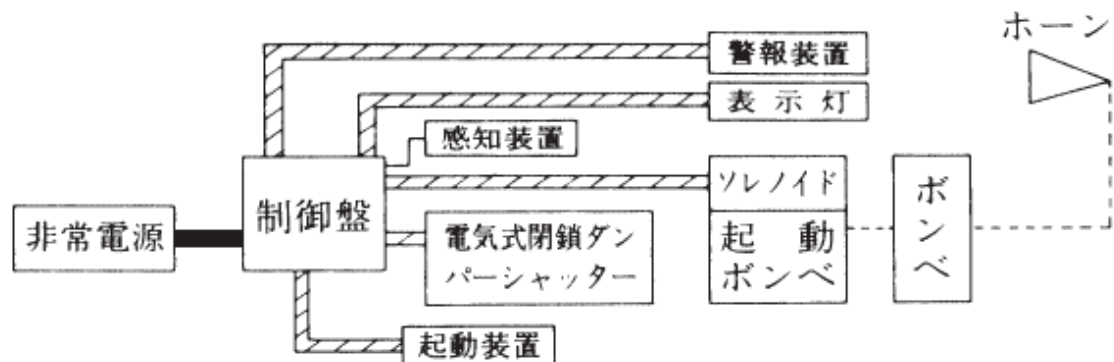 ホーン
警報装置
表示灯
感知装置
ソレノイド
制御盤
ボンベ
非常電源
電気式閉鎖ダン
パーシャッター
起動
ボンベ
起動装置